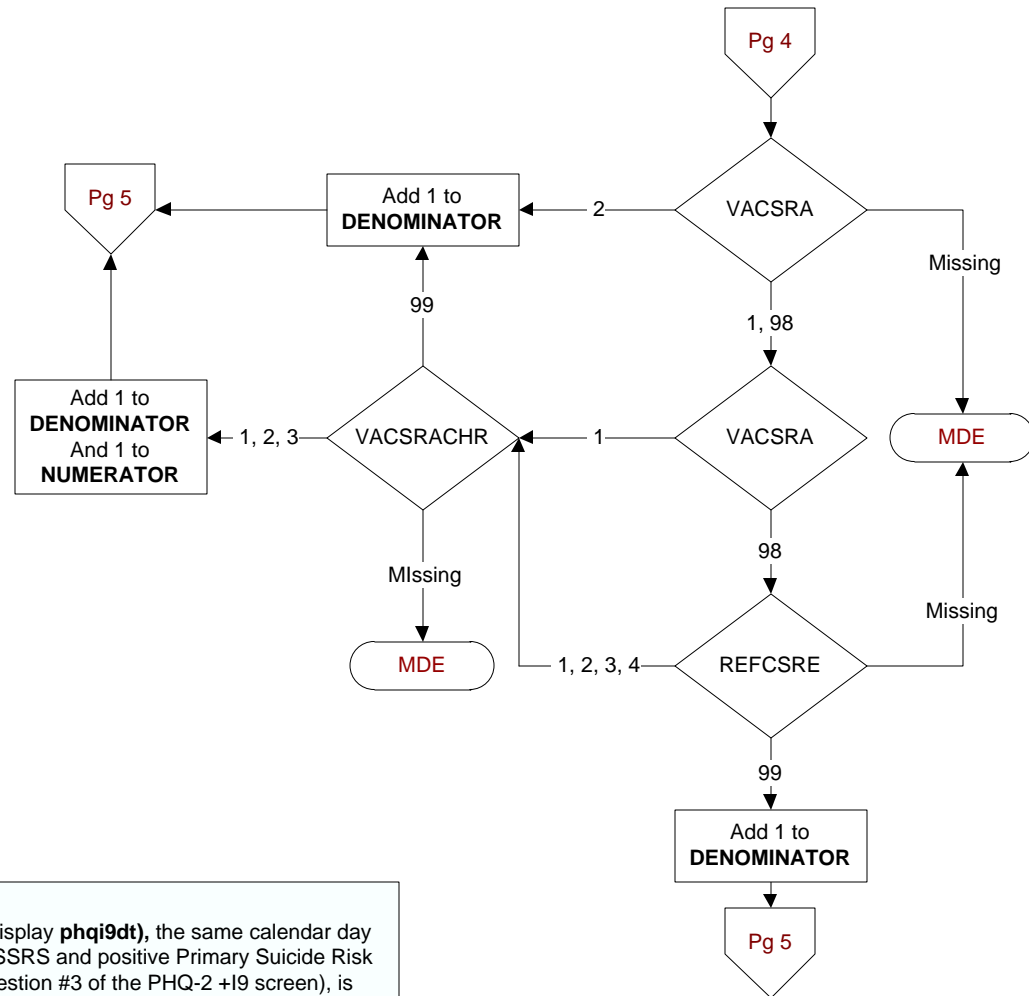 Pg 4
VACSRA
2
Add 1 to
DENOMINATOR
Pg 5
Missing
1, 98
99
VACSRA
1
VACSRACHR
1, 2, 3
Add 1 to
DENOMINATOR
And 1 to
NUMERATOR
MDE
98
MIssing
Missing
REFCSRE
1, 2, 3, 4
MDE
99
Add 1 to
DENOMINATOR
Pg 5
isplay phqi9dt), the same calendar day
SSRS and positive Primary Suicide Risk
estion #3 of the PHQ-2 +I9 screen), is